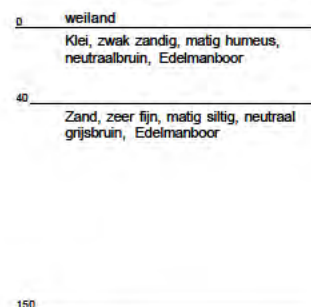 0 weiland
Klei, zwak zandig, matig humeus,
neutraalbruin, Edelmanboor
40
Zand, zeer fijn, matig siltig, neutraal
grijsbruin, Edelmanboor
150